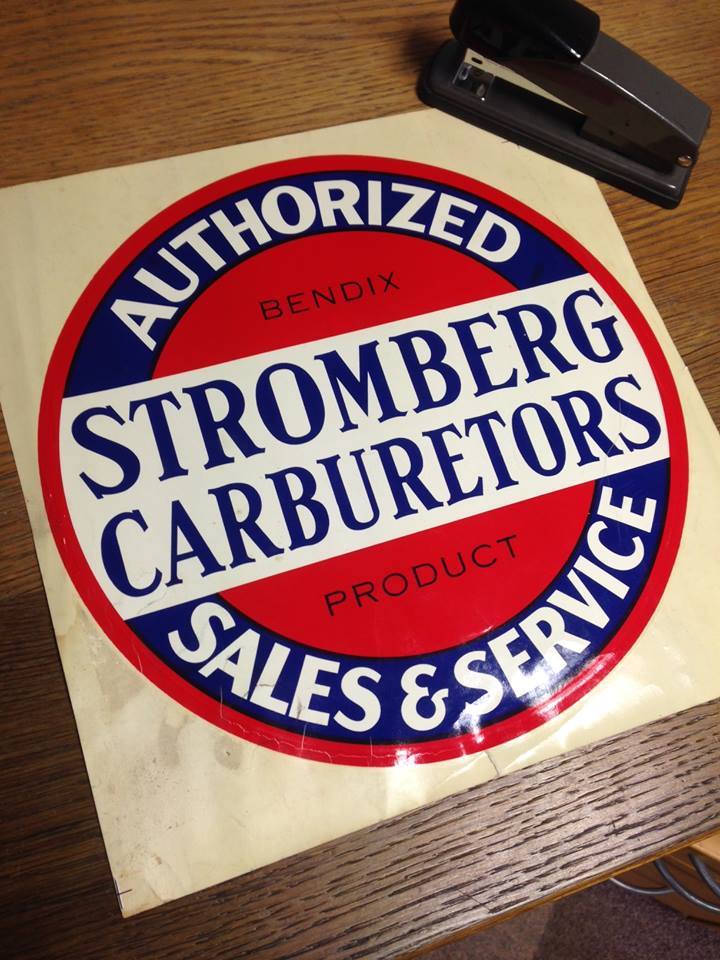 AUTHORIZED
BENDIX
STROMBERG
CARBURETORS
PRODUCT
SALES & SERVICE